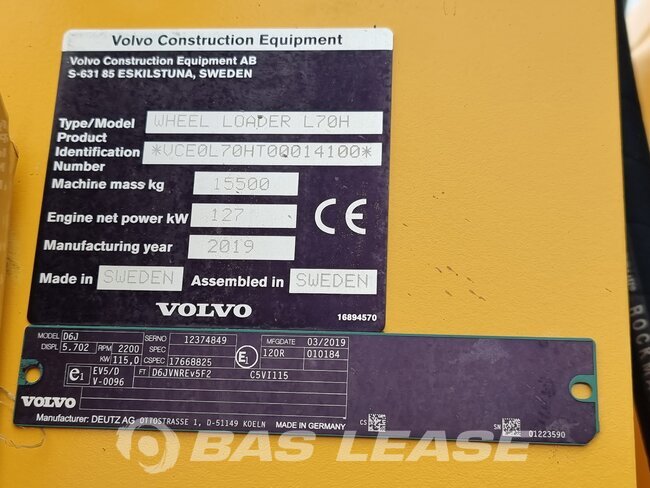 Volvo Construction Equipment
Volvo Construction Equipment AB
S-631 85 ESKILSTUNA, SWEDEN
Type/Model WHEEL LOADER L70H
Product
Identification *VCE0L70HT00014100*
Number
Machine mass kg 15500
Engine net power kW 127
CE
Manufacturing year 2019
Made in SWEDEN Assembled in SWEDEN
VOLVO
16894570
MODEL D6J SERNO 12374849 MFGDATE 03/2019
DISPL 5.702 RPM 2200 SPEC E1 120R 010184
KW 115,0 CSPEC 17668825
e1 EV5/D FT D6JVNREv5F2 C5VI115
V-0096
VOLVO
Manufacturer: DEUTZ AG OTTOSTRASSE 1, D-51149 KOELN MADE IN GERMANY CS SN 01223590
BAS LEASE
ROCKM